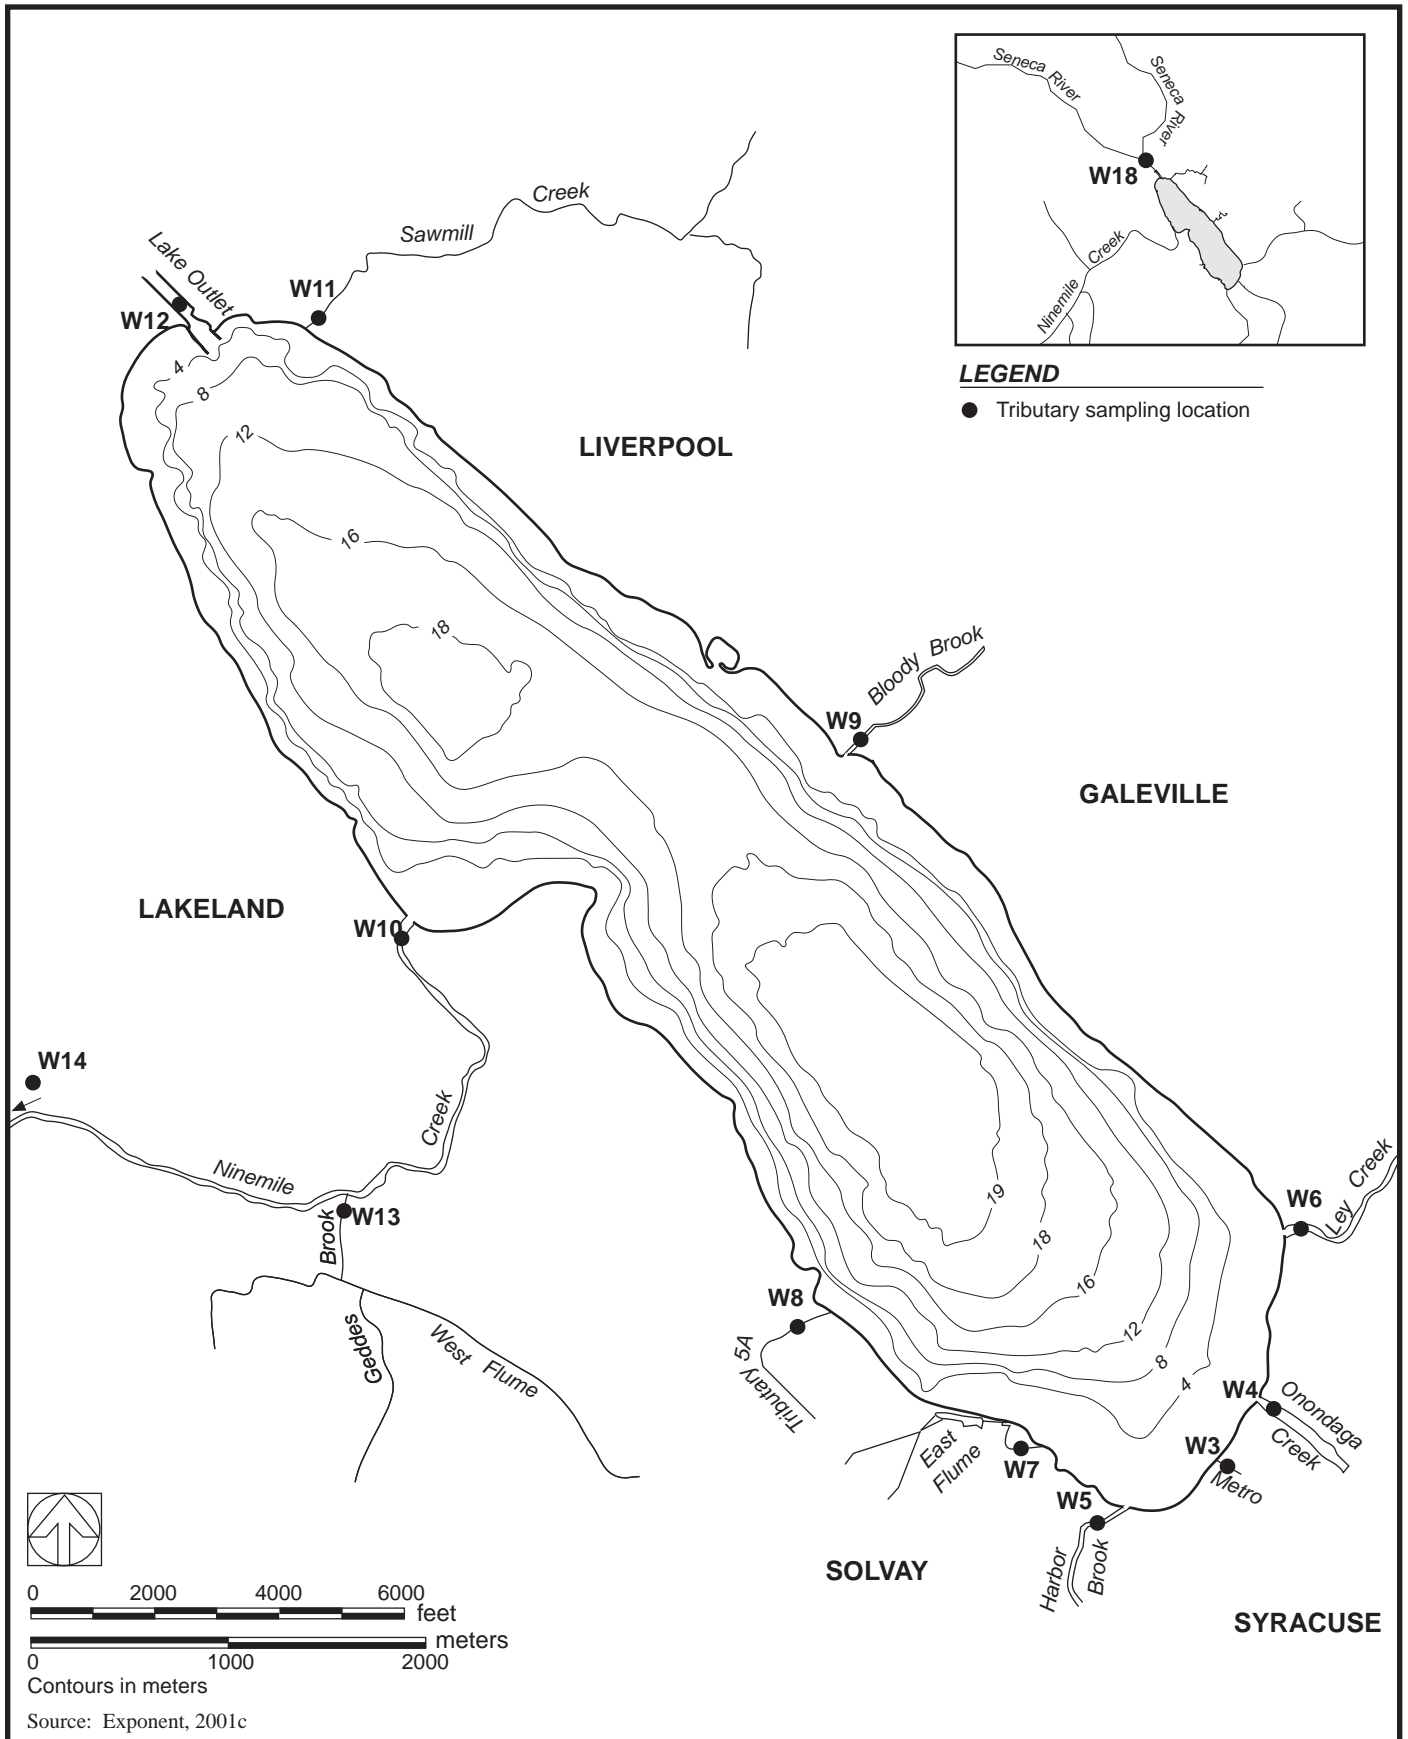 Seneca River
Seneca River
W18
Ninemile Creek
LEGEND
Tributary sampling location
Sawmill Creek
Lake Outlet
W11
W12
4
8
12
16
18
LIVERPOOL
Bloody Brook
W9
GALEVILLE
LAKELAND
W10
W14
Creek
Ninemile
W13
Brook
Geddes
West Flume
W8
Tributary 5A
19
18
16
12
8
4
W6
Ley Creek
W4
Onondaga
Creek
W3
Metro
East
Flume
W7
W5
Harbor
Brook
SOLVAY
SYRACUSE
0 2000 4000 6000
feet
meters
0 1000 2000
Contours in meters
Source: Exponent, 2001c